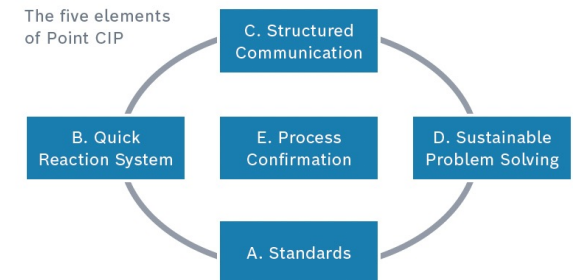 The five elements
of Point CIP
C. Structured
Communication
B. Quick
Reaction System
E. Process
Confirmation
D. Sustainable
Problem Solving
A. Standards